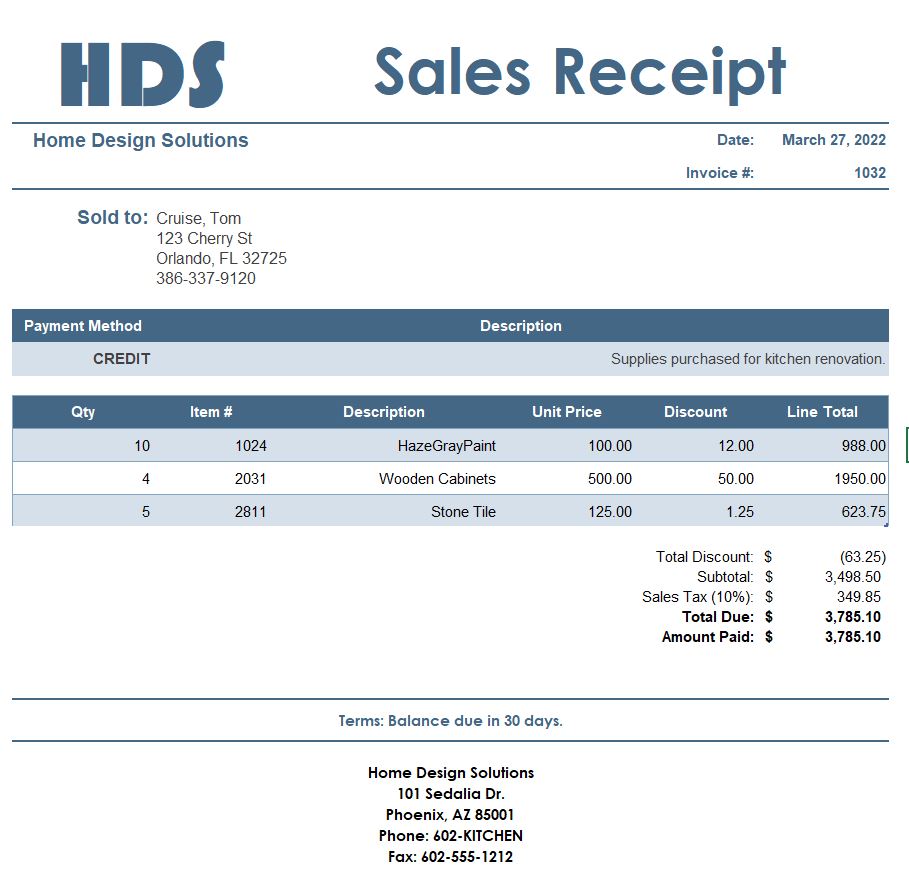 HDS Sales Receipt
Home Design Solutions Date: March 27, 2022
Invoice #: 1032
Sold to: Cruise, Tom
123 Cherry St
Orlando, FL 32725
386-337-9120
Payment Method Description
CREDIT Supplies purchased for kitchen renovation.
Qty Item # Description Unit Price Discount Line Total
10 1024 HazeGrayPaint 100.00 12.00 988.00
4 2031 Wooden Cabinets 500.00 50.00 1950.00
5 2811 Stone Tile 125.00 1.25 623.75
Total Discount: $ (63.25)
Subtotal: $ 3,498.50
Sales Tax (10%): $ 349.85
Total Due: $ 3,785.10
Amount Paid: $ 3,785.10
Terms: Balance due in 30 days.
Home Design Solutions
101 Sedalia Dr.
Phoenix, AZ 85001
Phone: 602-KITCHEN
Fax: 602-555-1212